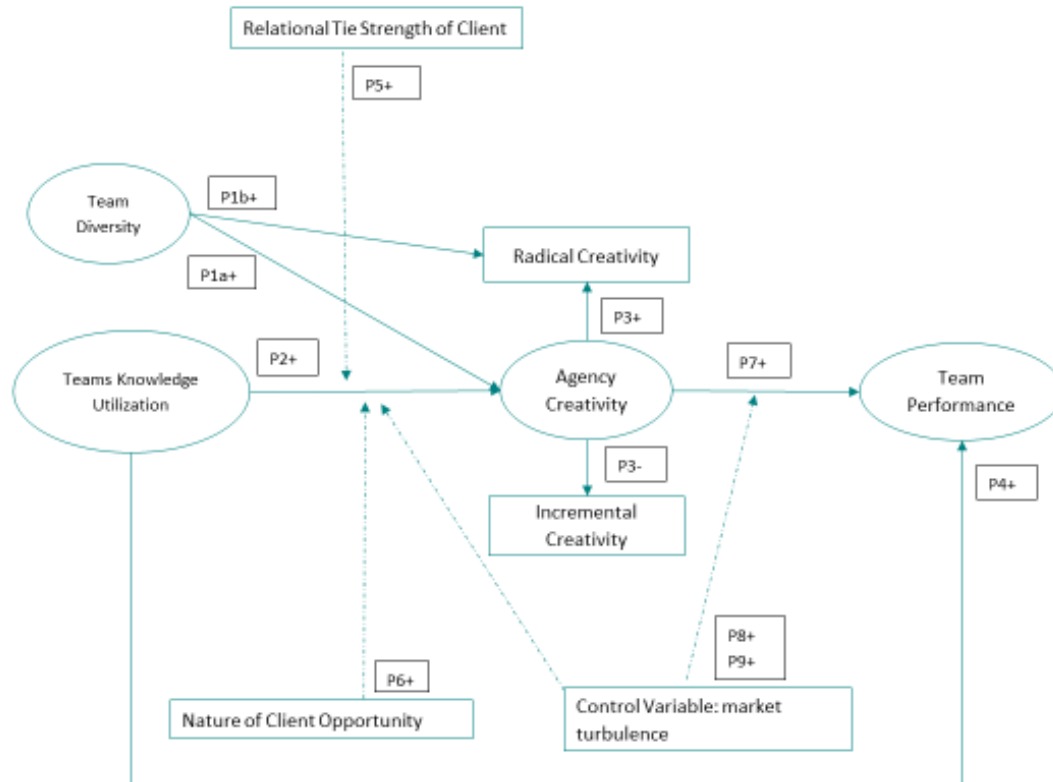 Relational Tie Strength of Client
P5+
Team
Diversity
P1b+
P1a+
Radical Creativity
P3+
P2+
Teams Knowledge
Utilization
Agency
Creativity
P7+
Team
Performance
P3-
P4+
Incremental
Creativity
P8+
P9+
P6+
Nature of Client Opportunity
Control Variable: market
turbulence